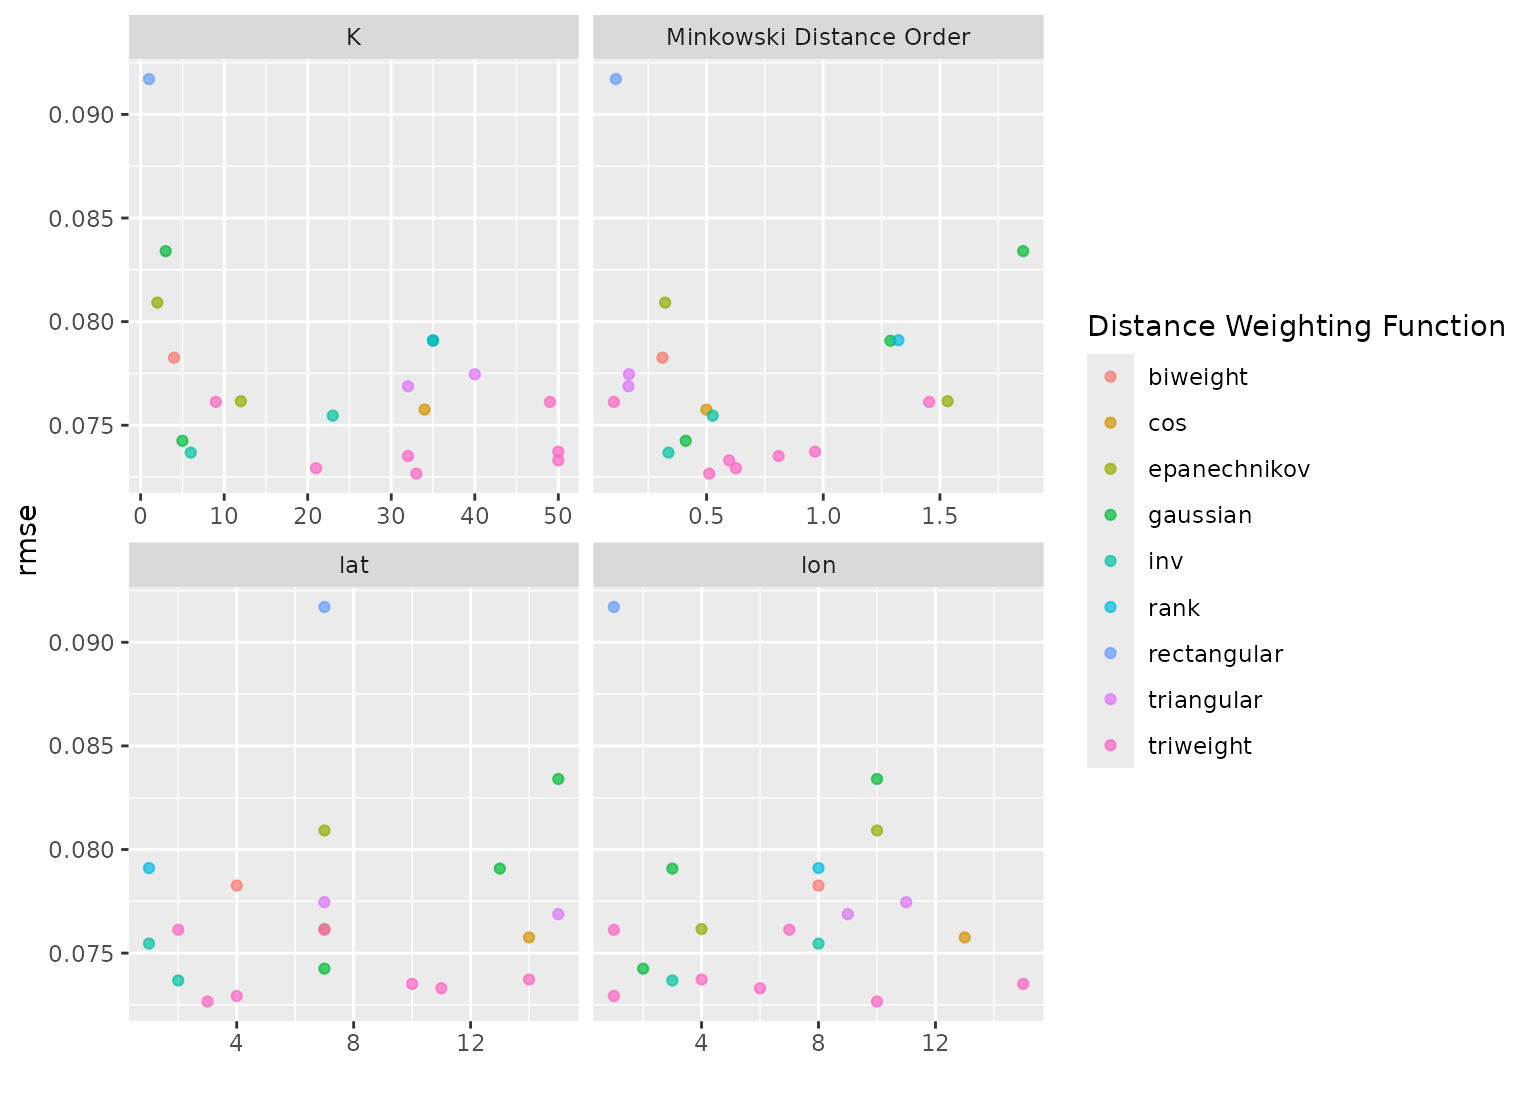 K
Minkowski Distance Order
0.090
0.085
0.080
0.075
0 10 20 30 40 50
0.5 1.0 1.5
rmse
lat
lon
0.090
0.085
0.080
0.075
4 8 12
4 8 12
Distance Weighting Function
biweight
cos
epanechnikov
gaussian
inv
rank
rectangular
triangular
triweight